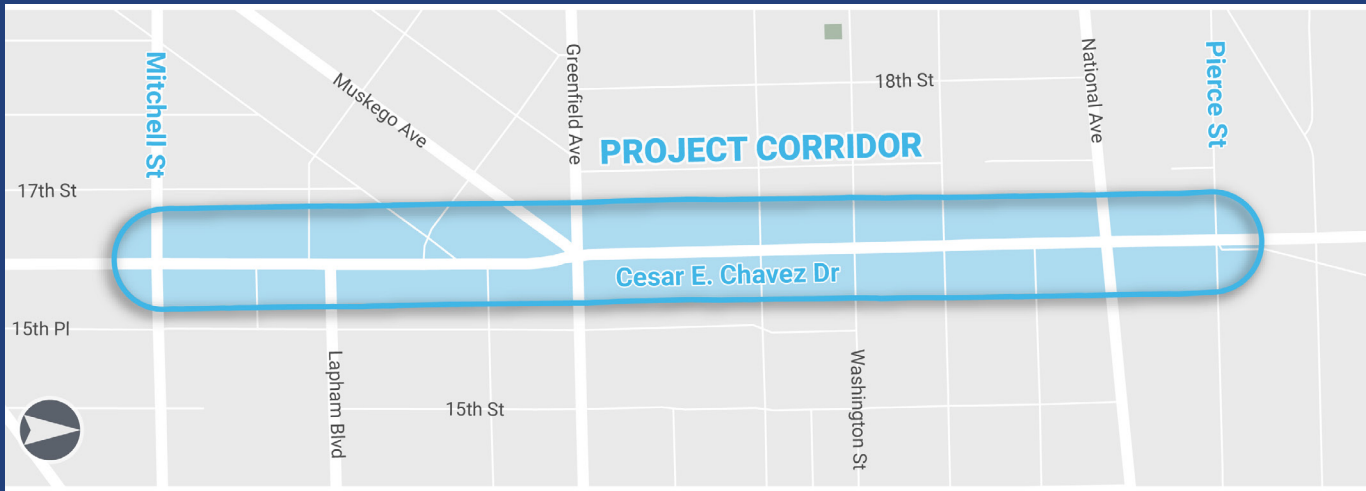 Mitchell St
Muskego Ave
Greenfield Ave
18th St
National Ave
Pierce St
PROJECT CORRIDOR
17th St
Cesar E. Chavez Dr
15th Pl
Lapham Blvd
15th St
Washington St